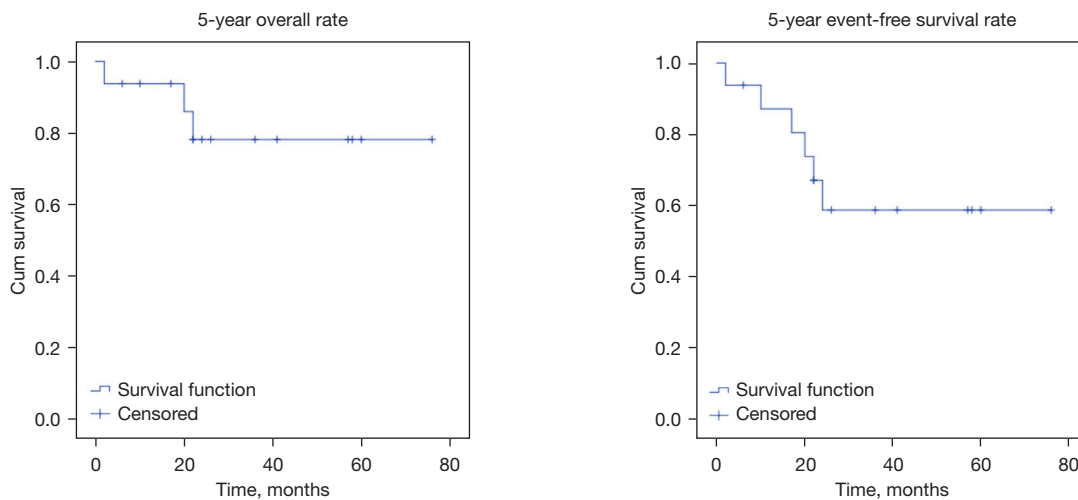 5-year overall rate
1.0
0.8
0.6
0.4
0.2
0.0
Cum survival
Survival function
Censored
0 20 40 60 80
Time, months
5-year event-free survival rate
1.0
0.8
0.6
0.4
0.2
0.0
Cum survival
Survival function
Censored
0 20 40 60 80
Time, months